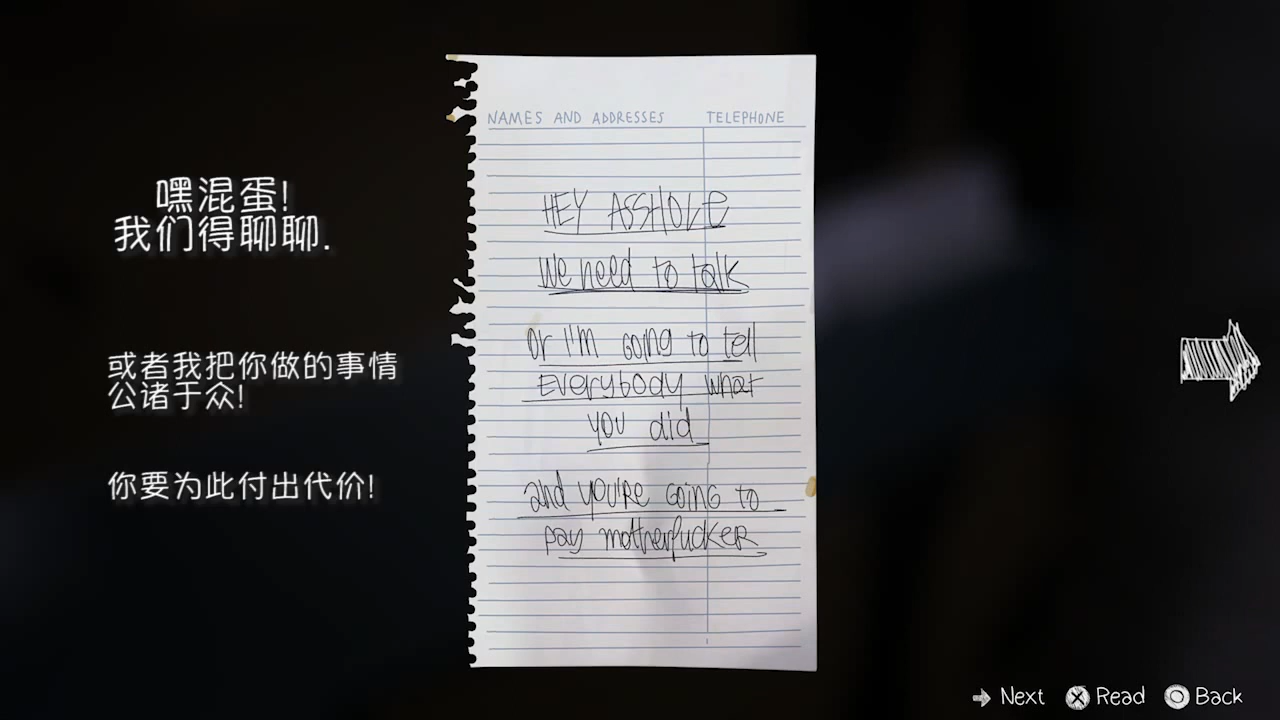 嘿混蛋!
我们得聊聊.
或者我把你做的事情
公诸于众!
你要为此付出代价!
NAMES AND ADDRESSES TELEPHONE
HEY ASSHOLE
We need to talk
Or I'm going to tell
Everybody what
you did
and you're going to
pay motherfucker
Next Read Back